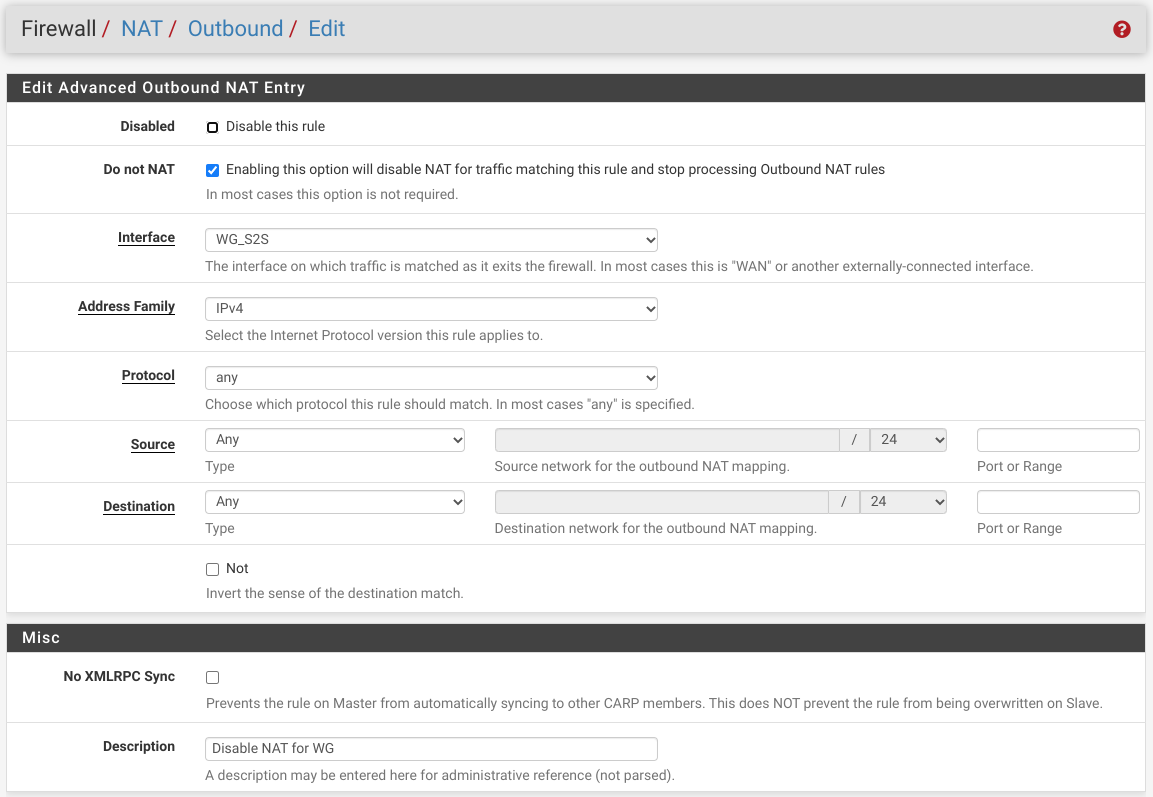 Firewall / NAT / Outbound / Edit
Edit Advanced Outbound NAT Entry
Disabled Disable this rule
Do not NAT Enabling this option will disable NAT for traffic matching this rule and stop processing Outbound NAT rules
In most cases this option is not required.
Interface WG_S2S
The interface on which traffic is matched as it exits the firewall. In most cases this is "WAN" or another externally-connected interface.
Address Family IPv4
Select the Internet Protocol version this rule applies to.
Protocol any
Choose which protocol this rule should match. In most cases "any" is specified.
Source Any / 24
Type Source network for the outbound NAT mapping. Port or Range
Destination Any / 24
Type Destination network for the outbound NAT mapping. Port or Range
Not
Invert the sense of the destination match.
Misc
No XMLRPC Sync
Prevents the rule on Master from automatically syncing to other CARP members. This does NOT prevent the rule from being overwritten on Slave.
Description Disable NAT for WG
A description may be entered here for administrative reference (not parsed).